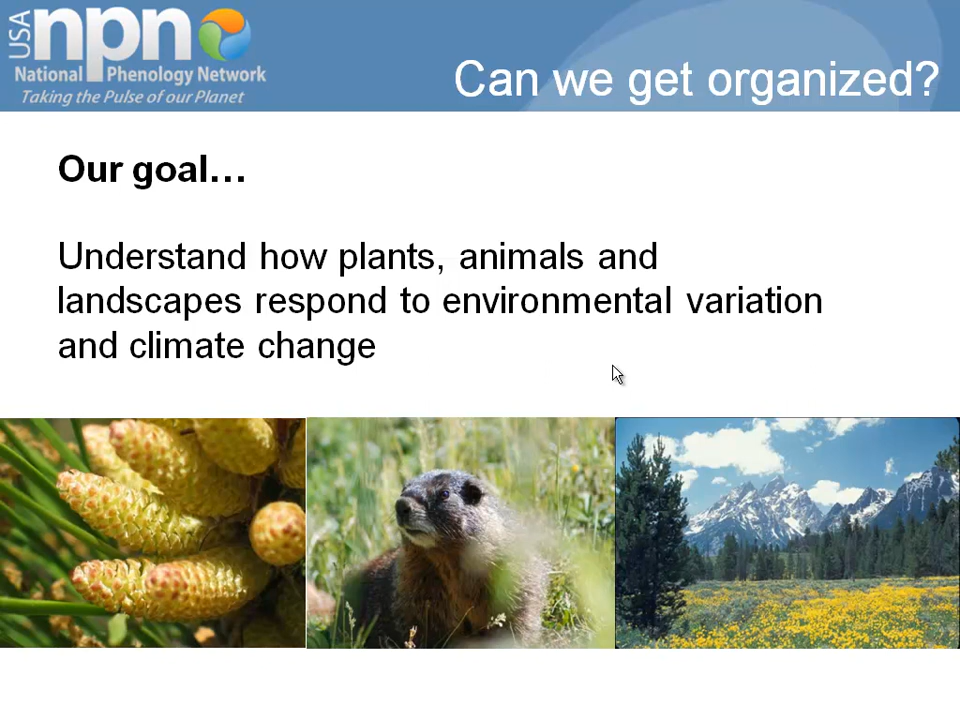 USA npn
National Phenology Network
Taking the Pulse of our Planet
Can we get organized?
Our goal…
Understand how plants, animals and
landscapes respond to environmental variation
and climate change